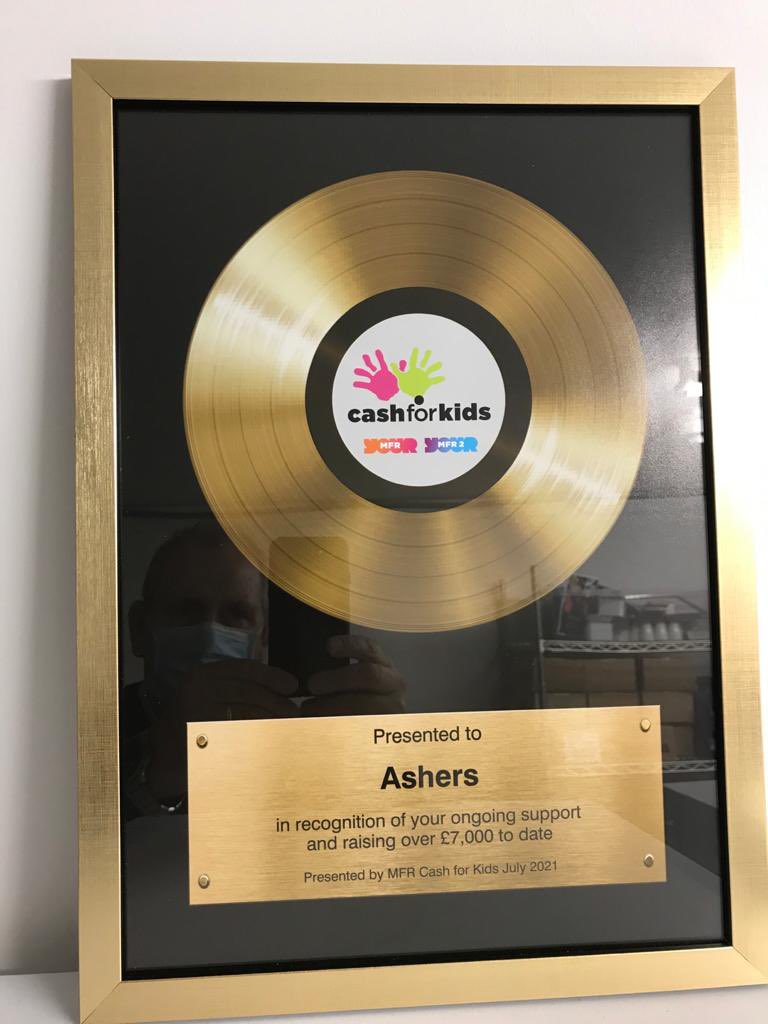 cashforkids
YOUR MFR YOUR MFR 2
Presented to
Ashers
in recognition of your ongoing support
and raising over £7,000 to date
Presented by MFR Cash for Kids July 2021